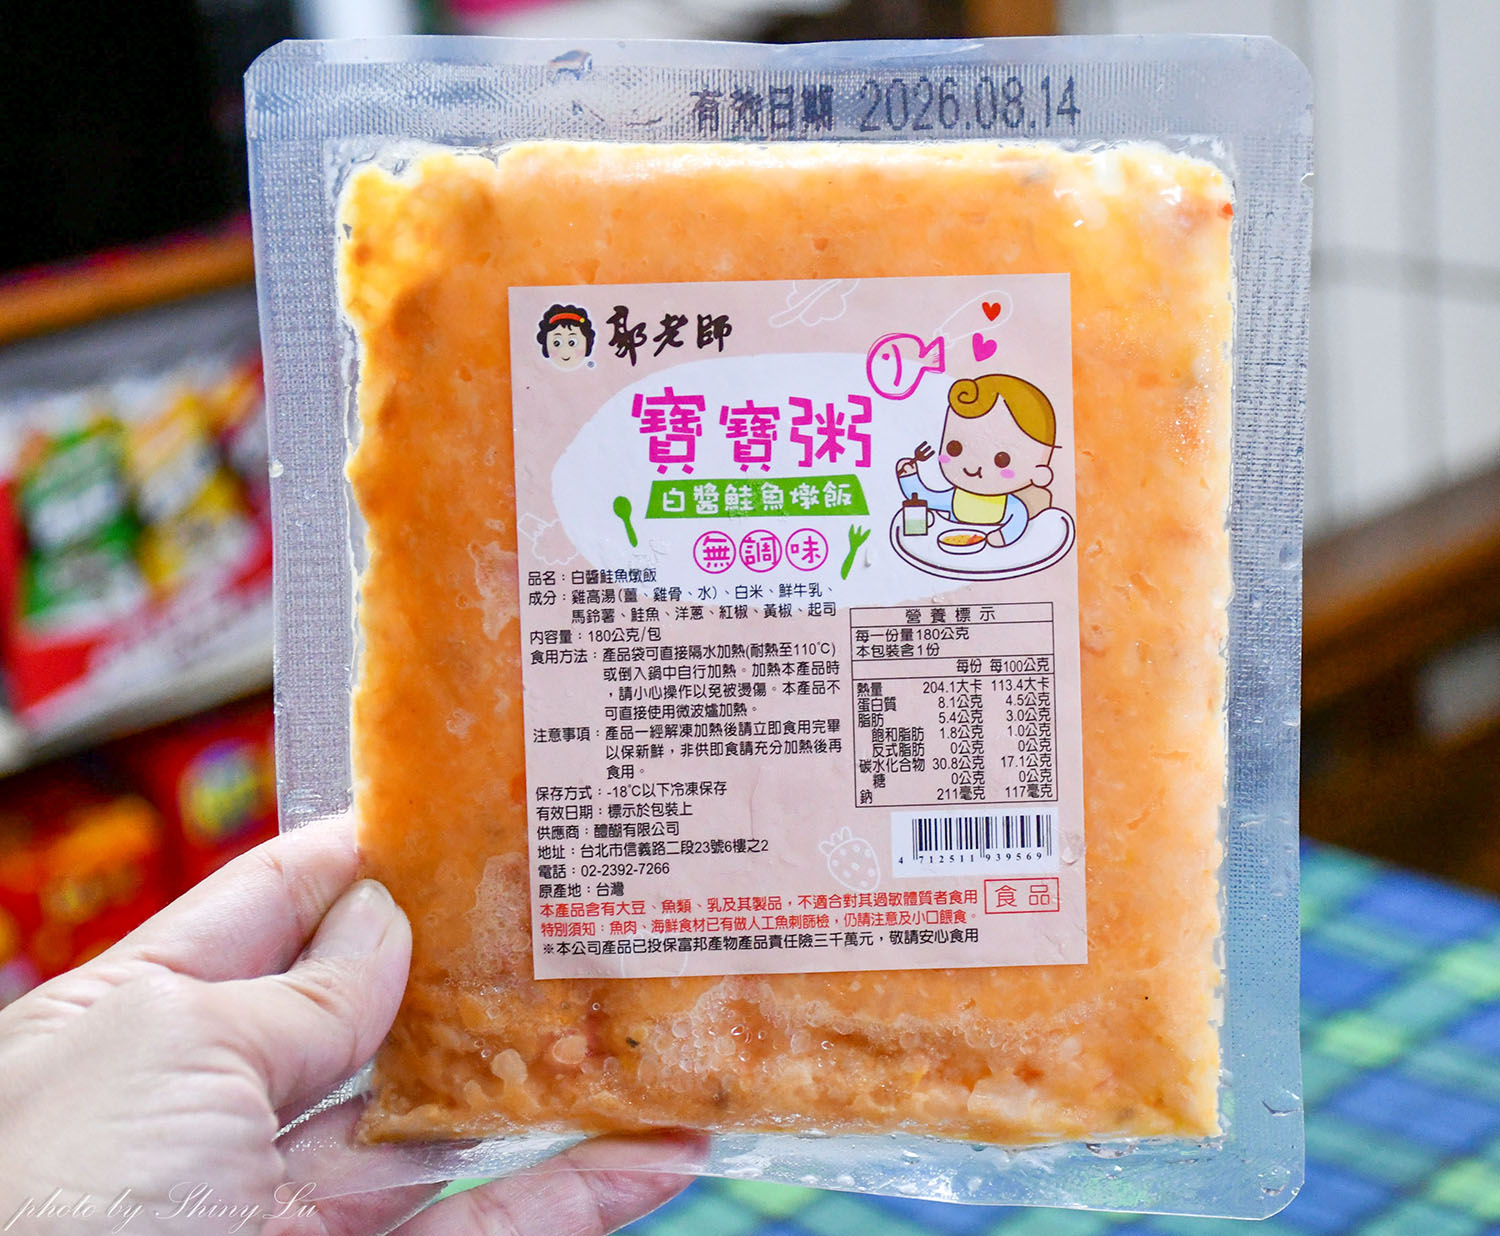 有效日期 2026.08.14
郭老師
寶寶粥
白醬鮭魚燉飯
無調味
品名：白醬鮭魚燉飯
成分：雞高湯(薑、雞骨、水)、白米、鮮牛乳、
馬鈴薯、鮭魚、洋蔥、紅椒、黃椒、起司
內容量：180公克/包
食用方法：產品袋可直接隔水加熱(耐熱至110℃)
或倒入鍋中自行加熱。加熱本產品時
，請小心操作以免被燙傷。本產品不
可直接使用微波爐加熱。
注意事項：產品一經解凍加熱後請立即食用完畢
以保新鮮，非供即食請充分加熱後再
食用。
保存方式：-18℃以下冷凍保存
有效日期：標示於包裝上
供應商：醴醐有限公司
地址：台北市信義路二段23號6樓之2
電話：02-2392-7266
原產地：台灣
營養標示
每一份量180公克
本包裝含1份
每份 每100公克
熱量 204.1大卡 113.4大卡
蛋白質 8.1公克 4.5公克
脂肪 5.4公克 3.0公克
飽和脂肪 1.8公克 1.0公克
反式脂肪 0公克 0公克
碳水化合物 30.8公克 17.1公克
糖 0公克 0公克
鈉 211毫克 117毫克
4 712511 939569
食品
本產品含有大豆、魚類、乳及其製品，不適合對其過敏體質者食用
特別須知：魚肉、海鮮食材已有做人工魚刺篩檢，仍請注意及小口餵食。
※本公司產品已投保富邦產物產品責任險三千萬元，敬請安心食用
photo by ShinyLu